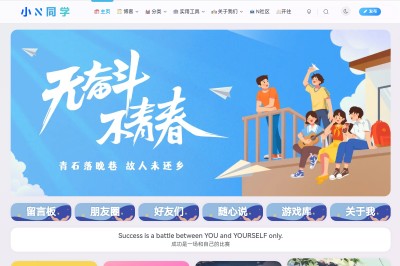 小N同学
主页 博客 分类 实用工具 关于我们 N社区 开往
无奋斗
不青春
青石落晚巷 故人未还乡
留言板 朋友圈 好友们 随心说 游戏库 关于我
Success is a battle between YOU and YOURSELF only.
成功是一场和自己的比赛